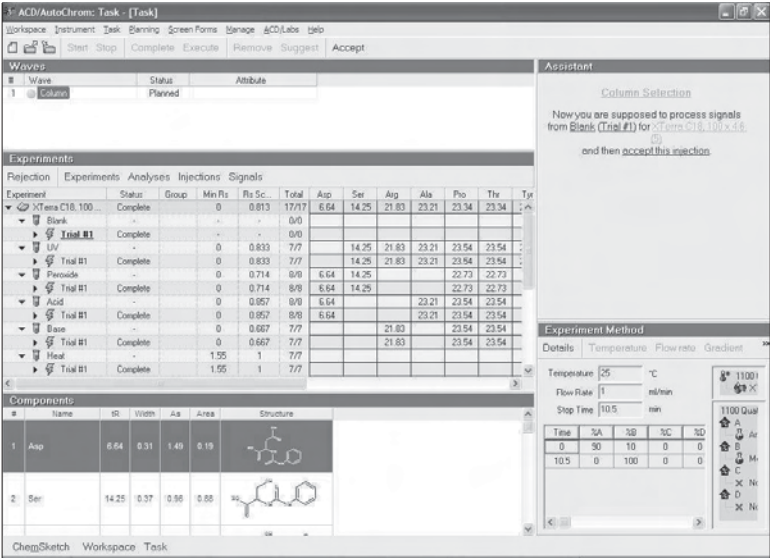 ACD/AutoChrom: Task - [Task]
Workspace Instrument Task Planning Screen Forms Manage ACD/Labs Help
Start Stop Complete Execute Remove Suggest Accept
Waves
# Wave Status Attribute
1 Column Planned
Experiments
Rejection Experiments Analyses Injections Signals
Experiment Status Group Min Rs Rs Sc... Total Asp Ser Arg Ala Pro Thr Tyr
XTerra C18, 100 ... Complete 0 0.813 17/17 6.64 14.25 21.83 23.21 23.34 23.34
Blank - - - 0/0
Trial #1 Complete - - 0/0
UV - 0 0.833 7/7 14.25 21.83 23.21 23.54 23.54
Trial #1 Complete 0 0.833 7/7 14.25 21.83 23.21 23.54 23.54
Peroxide - 0 0.714 8/8 6.64 14.25 22.73 22.73
Trial #1 Complete 0 0.714 8/8 6.64 14.25 22.73 22.73
Acid - 0 0.857 8/8 6.64 23.21 23.54 23.54
Trial #1 Complete 0 0.857 8/8 6.64 23.21 23.54 23.54
Base - 0 0.667 7/7 21.83 23.54 23.54
Trial #1 Complete 0 0.667 7/7 21.83 23.54 23.54
Heat - 1.55 1 7/7
Trial #1 Complete 1.55 1 7/7
Components
# Name tR Width As Area Structure
1 Asp 6.64 0.31 1.49 0.19
2 Ser 14.25 0.37 0.98 0.88
ChemSketch Workspace Task
Assistant
Column Selection
Now you are supposed to process signals
from Blank (Trial #1) for XTerra C18, 100 x 4.6
and then accept this injection.
Experiment Method
Details Temperature Flow rate Gradient »
Temperature 25 °C
Flow Rate 1 ml/min
Stop Time 10.5 min
Time %A %B %C %D
0 90 10 0 0
10.5 0 100 0 0
1100
1100 Quat
A
B
C
D